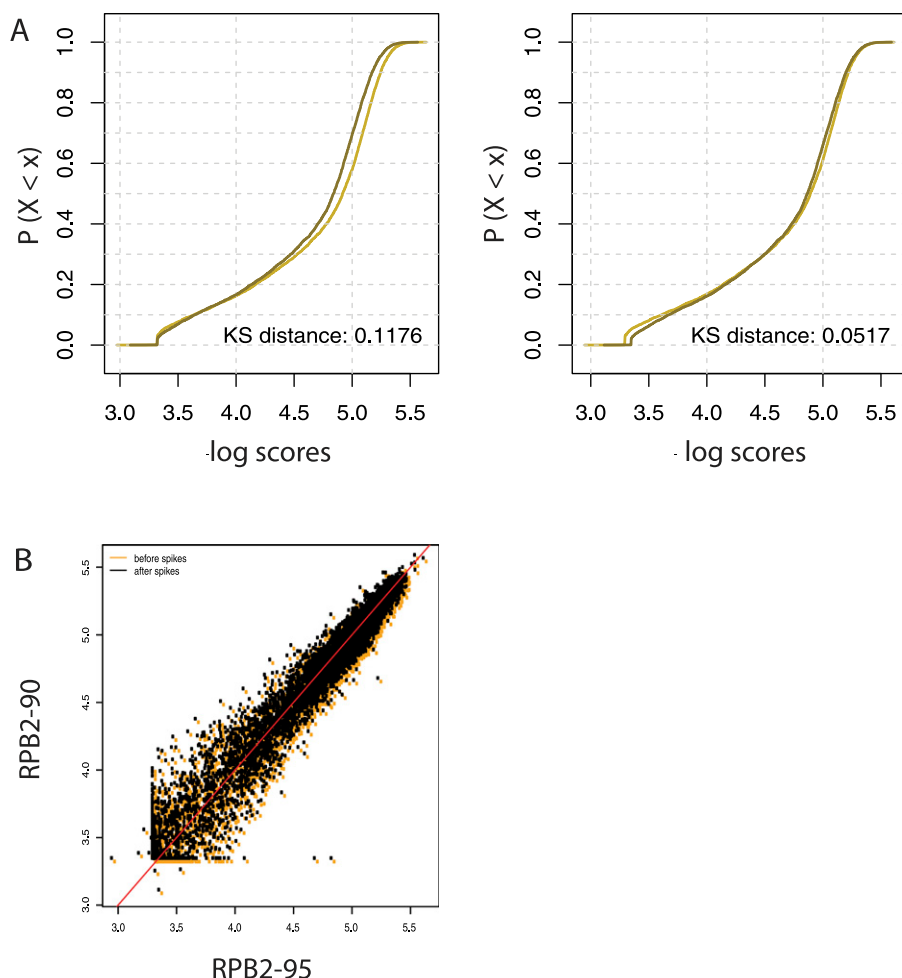 A
P (X < x)
0.0 0.2 0.4 0.6 0.8 1.0
KS distance: 0.1176
3.0 3.5 4.0 4.5 5.0 5.5
-log scores
P (X < x)
0.0 0.2 0.4 0.6 0.8 1.0
KS distance: 0.0517
3.0 3.5 4.0 4.5 5.0 5.5
- log scores
B
before spikes
after spikes
RPB2-90
3.0 3.5 4.0 4.5 5.0 5.5
3.0 3.5 4.0 4.5 5.0 5.5
RPB2-95